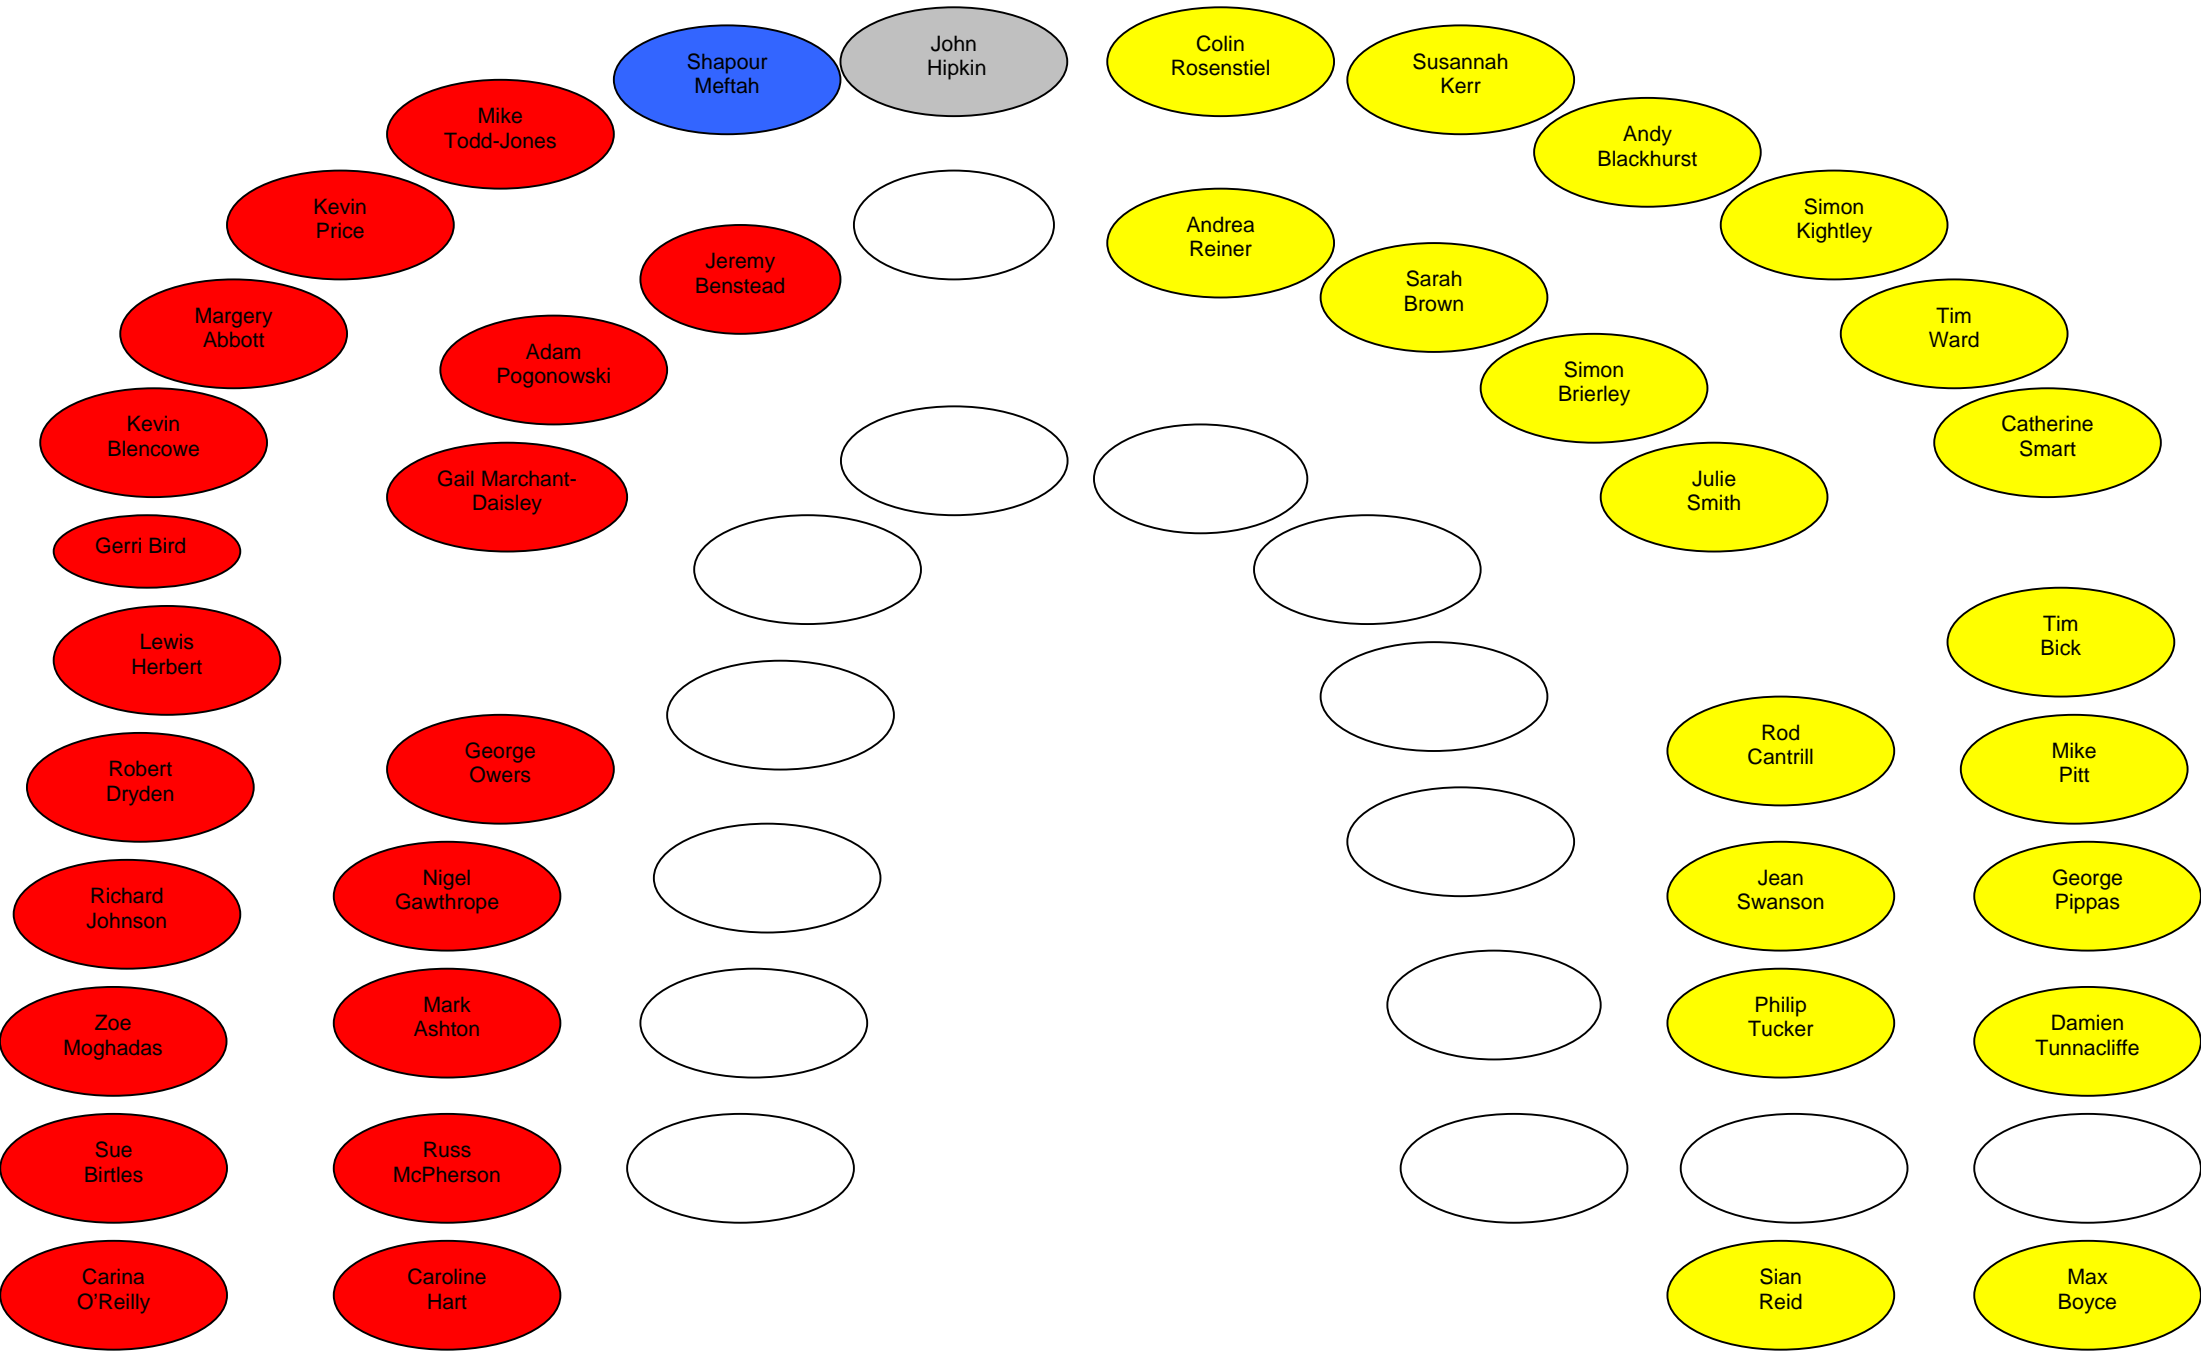 John
Hipkin
Colin
Rosenstiel
Shapour
Meftah
Susannah
Kerr
Mike
Todd-Jones
Andy
Blackhurst
Kevin
Price
Simon
Kightley
Andrea
Reiner
Jeremy
Benstead
Sarah
Brown
Margery
Abbott
Tim
Ward
Adam
Pogonowski
Simon
Brierley
Kevin
Blencowe
Catherine
Smart
Gail Marchant-
Daisley
Julie
Smith
Gerri Bird
Tim
Bick
Lewis
Herbert
Rod
Cantrill
George
Owers
Mike
Pitt
Robert
Dryden
Nigel
Gawthrope
Jean
Swanson
George
Pippas
Richard
Johnson
Mark
Ashton
Philip
Tucker
Zoe
Moghadas
Damien
Tunnacliffe
Sue
Birtles
Russ
McPherson
Carina
O'Reilly
Caroline
Hart
Sian
Reid
Max
Boyce